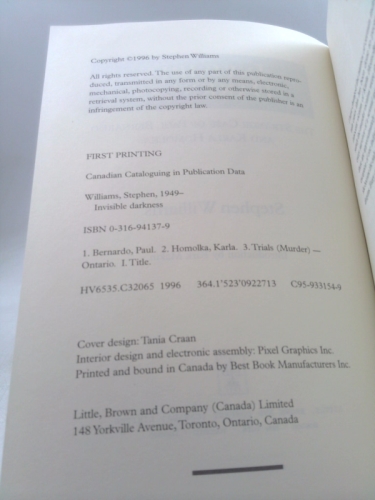 Copyright ©1996 by Stephen Williams
All rights reserved. The use of any part of this publication repro-
duced, transmitted in any form or by any means, electronic,
mechanical, photocopying, recording or otherwise stored in a
retrieval system, without the prior consent of the publisher is an
infringement of the copyright law.
FIRST PRINTING
Canadian Cataloguing in Publication Data
Williams, Stephen, 1949–
Invisible darkness
ISBN 0-316-94137-9
1. Bernardo, Paul. 2. Homolka, Karla. 3. Trials (Murder) —
Ontario. I. Title.
HV6535.C32065 1996 364.1'523'0922713 C95-933154-9
Cover design: Tania Craan
Interior design and electronic assembly: Pixel Graphics Inc.
Printed and bound in Canada by Best Book Manufacturers Inc.
Little, Brown and Company (Canada) Limited
148 Yorkville Avenue, Toronto, Ontario, Canada